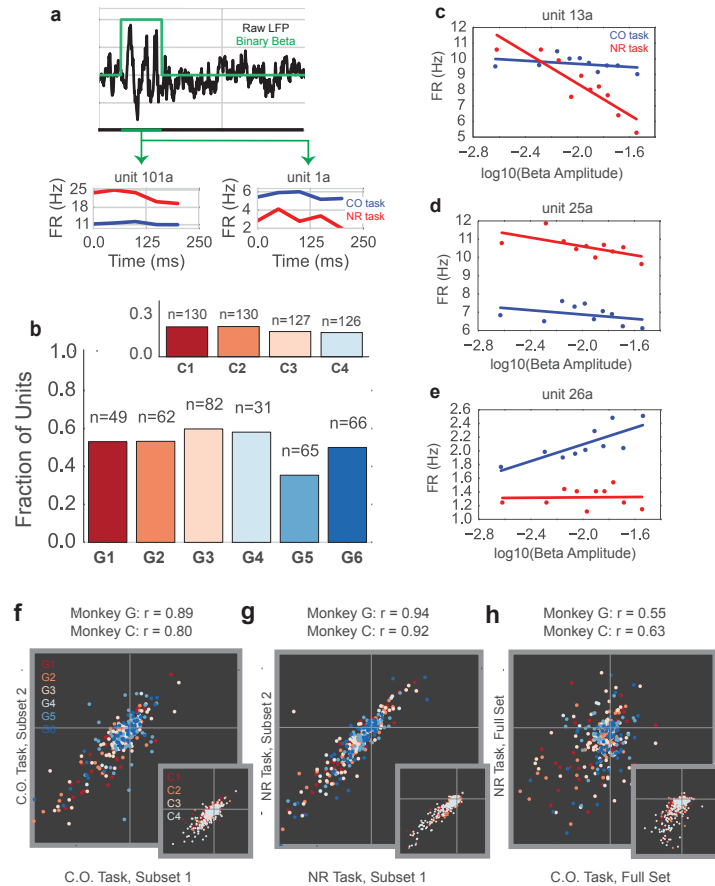 a
Raw LFP
Binary Beta
unit 101a
unit 1a
FR (Hz)
25
18
11
0.0
125
250
Time (ms)
6
4
2
CO task
NR task
0.0
125
250
FR (Hz)
Time (ms)
b
0.3
0.0
n=130
n=130
n=127
n=126
C1
C2
C3
C4
Fraction of Units
1.0
0.8
0.6
0.4
0.2
0.0
n=49
n=62
n=82
n=31
n=65
n=66
G1
G2
G3
G4
G5
G6
c
unit 13a
CO task
NR task
FR (Hz)
11
10
9
8
7
6
5
−2.8
−2.4
−2.0
−1.6
log10(Beta Amplitude)
d
unit 25a
FR (Hz)
12
11
10
9
8
7
6
−2.8
−2.4
−2.0
−1.6
log10(Beta Amplitude)
e
unit 26a
FR (Hz)
2.6
2.4
2.2
2.0
1.8
1.6
1.4
1.2
1.0
−2.8
−2.4
−2.0
−1.6
log10(Beta Amplitude)
f
Monkey G: r = 0.89
Monkey C: r = 0.80
C.O. Task, Subset 2
G1
G2
G3
G4
G5
G6
C1
C2
C3
C4
C.O. Task, Subset 1
g
Monkey G: r = 0.94
Monkey C: r = 0.92
NR Task, Subset 2
NR Task, Subset 1
h
Monkey G: r = 0.55
Monkey C: r = 0.63
NR Task, Full Set
C.O. Task, Full Set